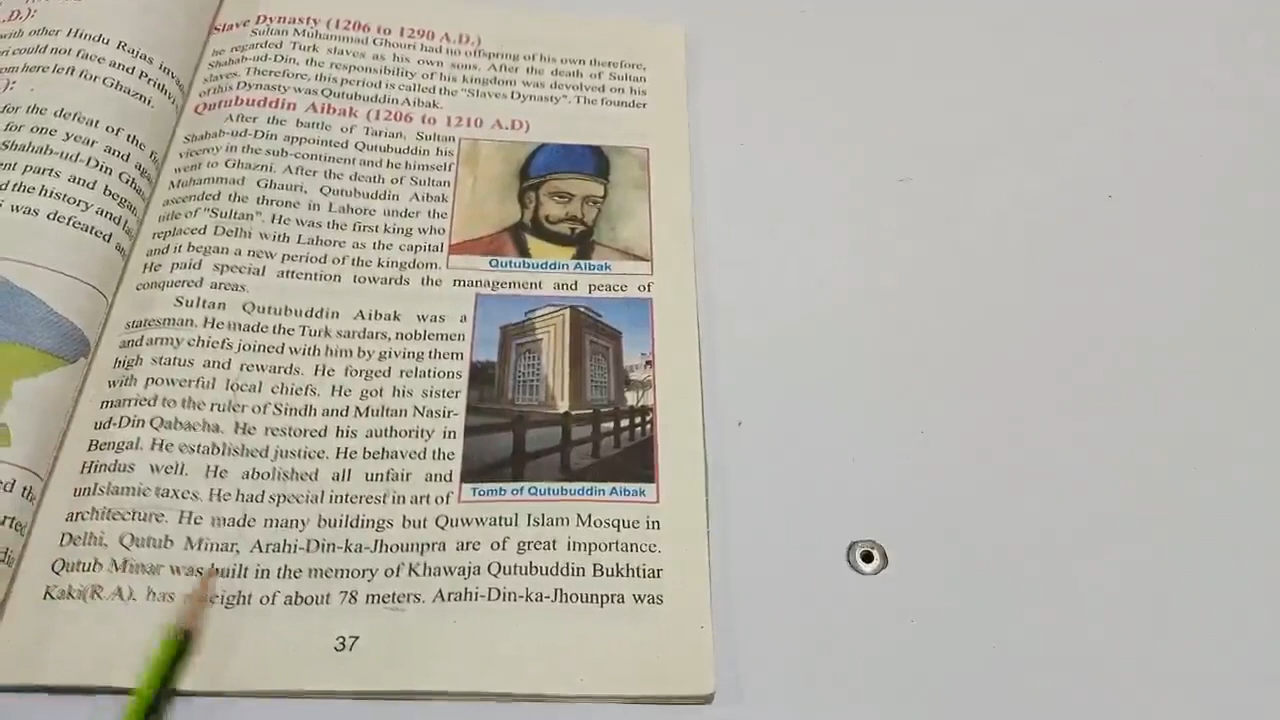 .D.):
with other Hindu Rajas
ri could not face and
om here left for Ghazni.
):
for the defeat of the
for one year and
Shahab-ud-Din
ent parts and began
d the history and
was defeated
Slave Dynasty (1206 to 1290 A.D.)
Sultan Muhammad Ghouri had no offspring of his own therefore,
he regarded Turk slaves as his own sons. After the death of Sultan
Shahab-ud-Din, the responsibility of his kingdom was devolved on his
slaves. Therefore, this period is called the "Slaves Dynasty". The founder
of this Dynasty was Qutubuddin Aibak.
Qutubuddin Aibak (1206 to 1210 A.D)
After the battle of Tarian, Sultan
Shahab-ud-Din appointed Qutubuddin his
viceroy in the sub-continent and he himself
went to Ghazni. After the death of Sultan
Muhammad Ghauri, Qutubuddin Aibak
ascended the throne in Lahore under the
title of "Sultan". He was the first king who
replaced Delhi with Lahore as the capital
and it began a new period of the kingdom.
Qutubuddin Aibak
He paid special attention towards the management and peace of
conquered areas.
Sultan Qutubuddin Aibak was a
statesman. He made the Turk sardars, noblemen
and army chiefs joined with him by giving them
high status and rewards. He forged relations
with powerful local chiefs. He got his sister
married to the ruler of Sindh and Multan Nasir-
ud-Din Qabacha. He restored his authority in
Bengal. He established justice. He behaved the
Hindus well. He abolished all unfair and
unIslamic taxes. He had special interest in art of
Tomb of Qutubuddin Aibak
architecture. He made many buildings but Quwwatul Islam Mosque in
Delhi, Qutub Minar, Arahi-Din-ka-Jhounpra are of great importance.
Qutub Minar was built in the memory of Khawaja Qutubuddin Bukhtiar
Kaki(R.A). has eight of about 78 meters. Arahi-Din-ka-Jhounpra was
37